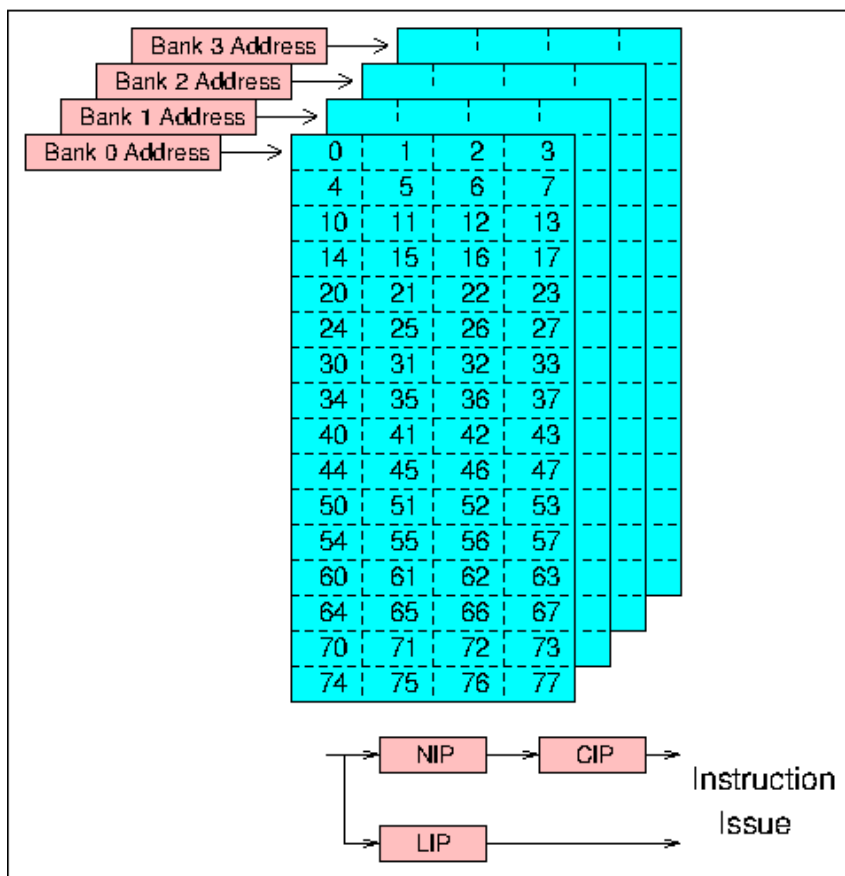 Bank 3 Address
Bank 2 Address
Bank 1 Address
Bank 0 Address
0 1 2 3
4 5 6 7
10 11 12 13
14 15 16 17
20 21 22 23
24 25 26 27
30 31 32 33
34 35 36 37
40 41 42 43
44 45 46 47
50 51 52 53
54 55 56 57
60 61 62 63
64 65 66 67
70 71 72 73
74 75 76 77
NIP CIP
Instruction
Issue
LIP